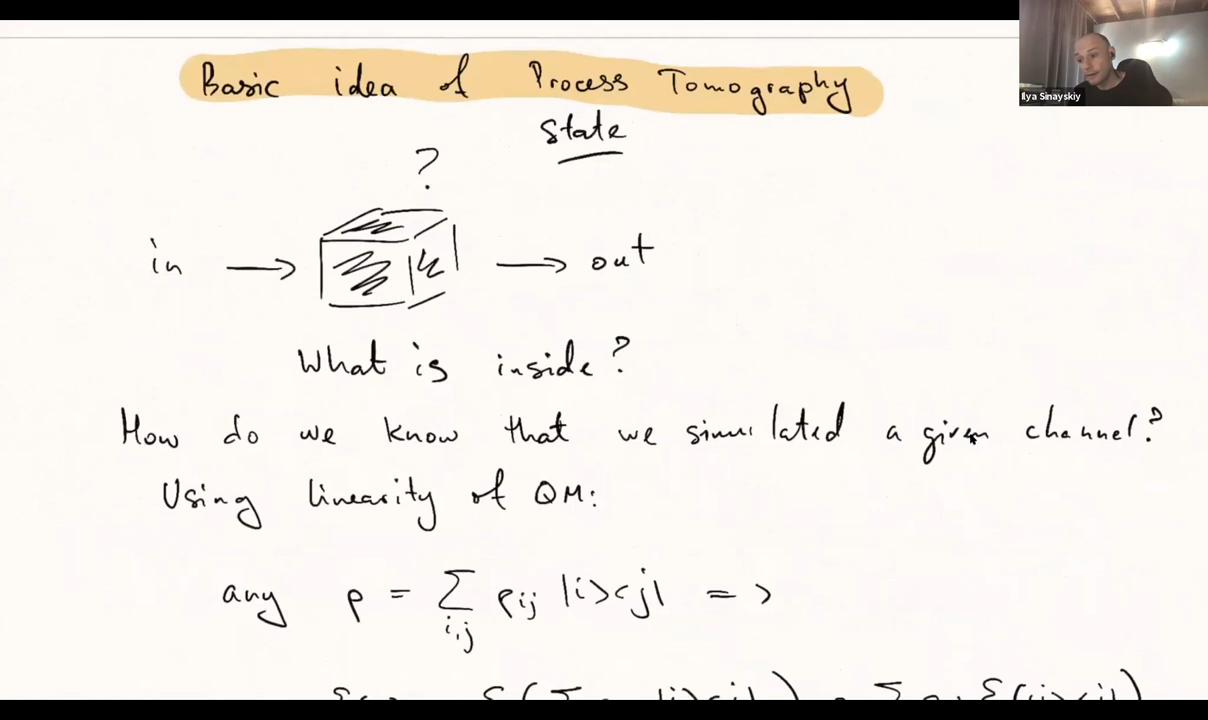 Basic idea of Process Tomography
Ilya Sinayskiy
State
?
in → → out
What is inside?
How do we know that we simulated a given channel?
Using linearity of QM:
any ρ = Σ ρij |i><j| =>
i,j